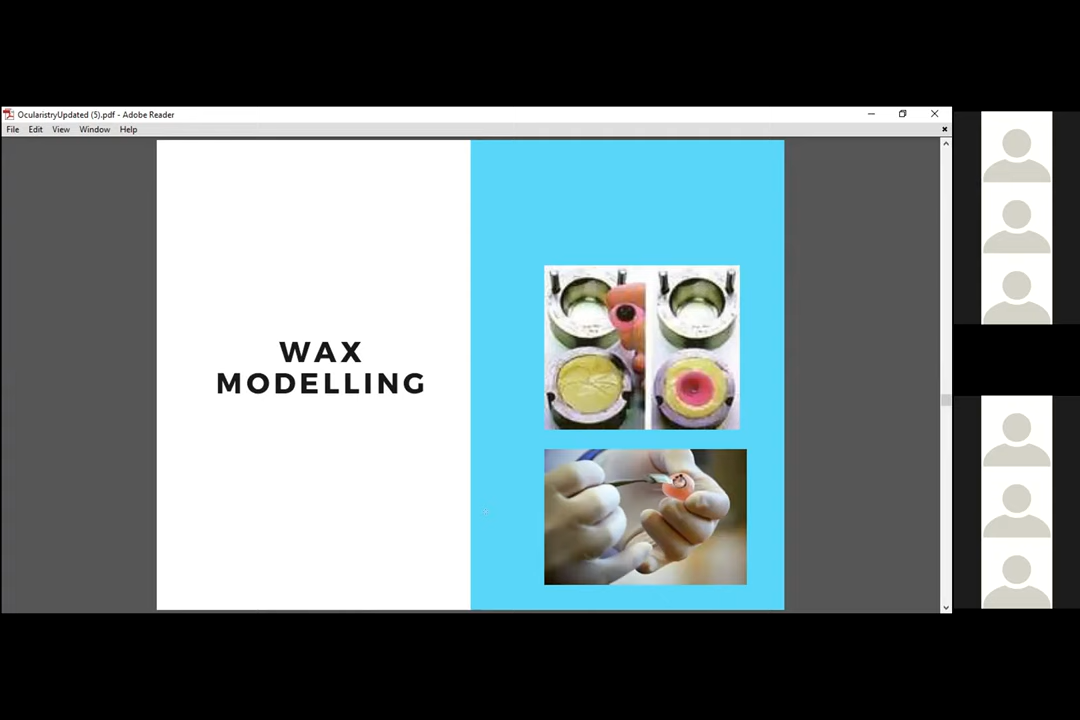 OcularistryUpdated (5).pdf - Adobe Reader
File Edit View Window Help
WAX
MODELLING